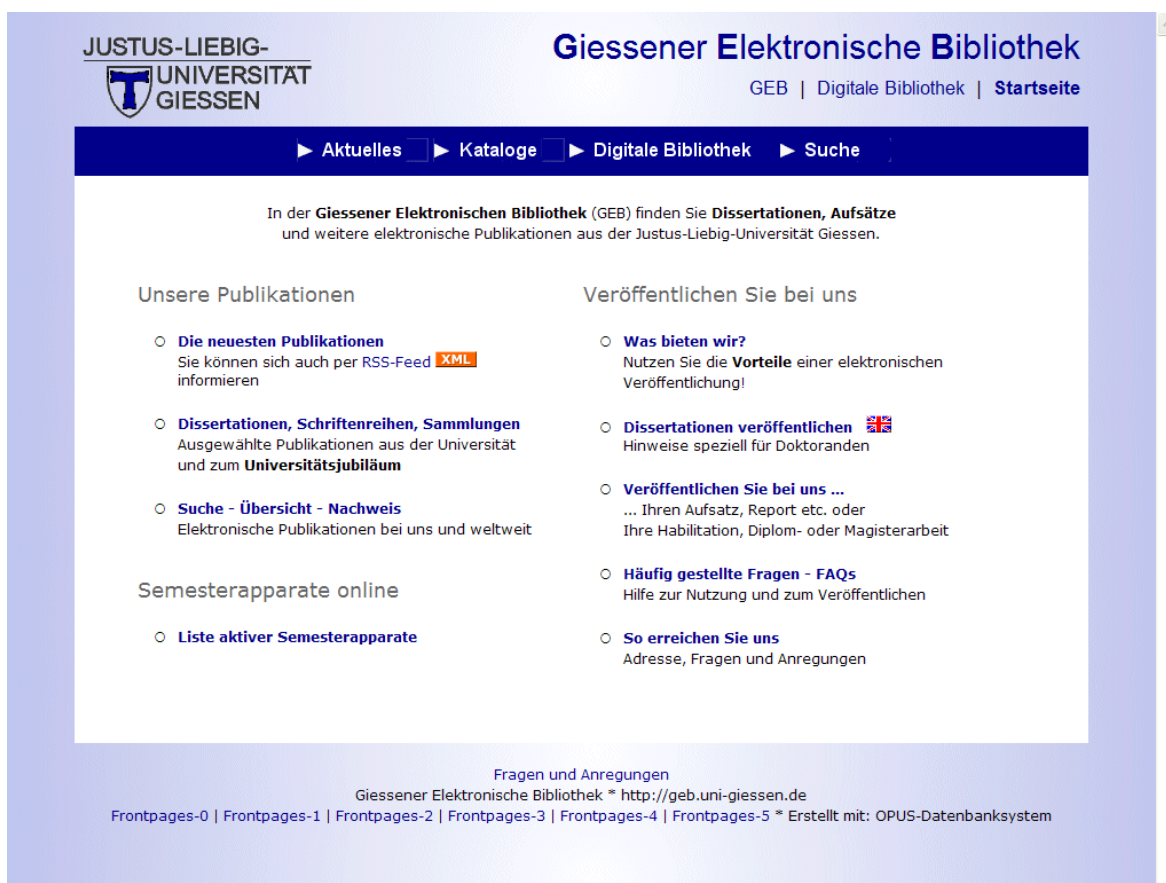 JUSTUS-LIEBIG-
UNIVERSITÄT
GIESSEN
Giessener Elektronische Bibliothek
GEB | Digitale Bibliothek | Startseite
Aktuelles
Kataloge
Digitale Bibliothek
Suche
In der Giessener Elektronischen Bibliothek (GEB) finden Sie Dissertationen, Aufsätze
und weitere elektronische Publikationen aus der Justus-Liebig-Universität Giessen.
Unsere Publikationen
Die neuesten Publikationen
Sie können sich auch per RSS-Feed XML
informieren
Dissertationen, Schriftenreihen, Sammlungen
Ausgewählte Publikationen aus der Universität
und zum Universitätsjubiläum
Suche - Übersicht - Nachweis
Elektronische Publikationen bei uns und weltweit
Semesterapparate online
Liste aktiver Semesterapparate
Veröffentlichen Sie bei uns
Was bieten wir?
Nutzen Sie die Vorteile einer elektronischen
Veröffentlichung!
Dissertationen veröffentlichen
Hinweise speziell für Doktoranden
Veröffentlichen Sie bei uns ...
... Ihren Aufsatz, Report etc. oder
Ihre Habilitation, Diplom- oder Magisterarbeit
Häufig gestellte Fragen - FAQs
Hilfe zur Nutzung und zum Veröffentlichen
So erreichen Sie uns
Adresse, Fragen und Anregungen
Fragen und Anregungen
Giessener Elektronische Bibliothek * http://geb.uni-giessen.de
Frontpages-0 | Frontpages-1 | Frontpages-2 | Frontpages-3 | Frontpages-4 | Frontpages-5 * Erstellt mit: OPUS-Datenbanksystem